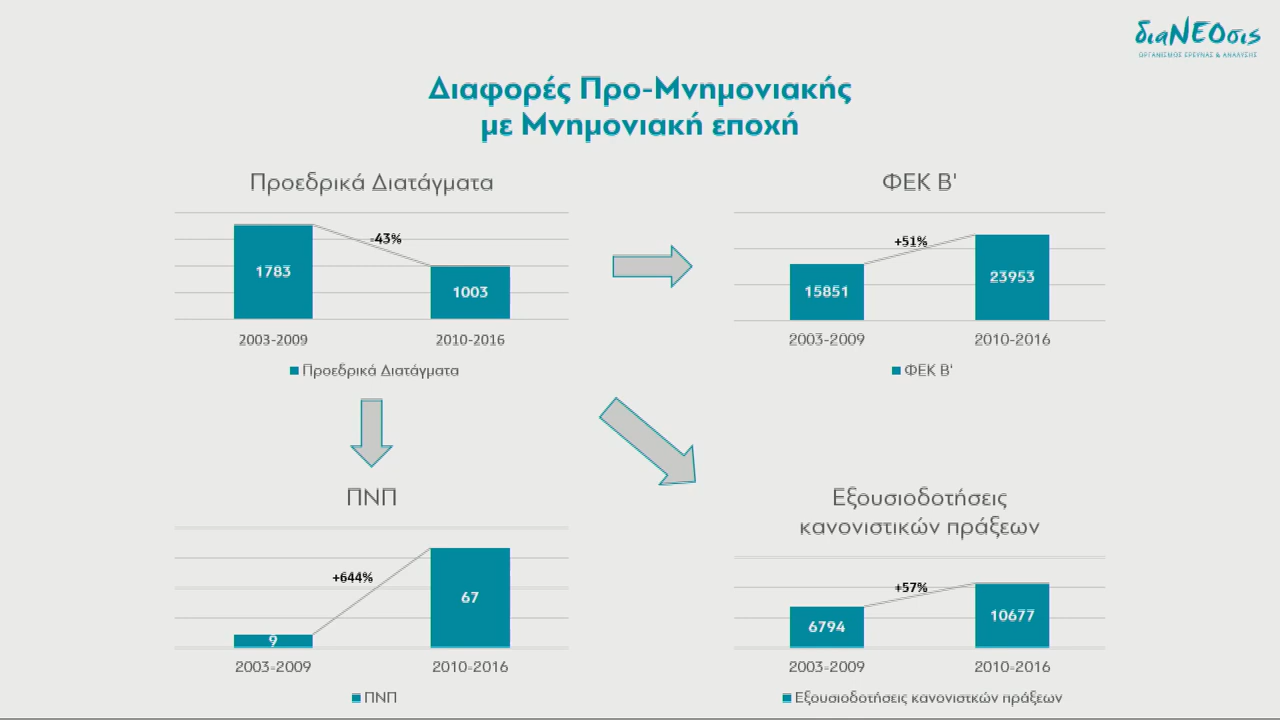 διαΝΕΟσις
ΟΡΓΑΝΙΣΜΟΣ ΕΡΕΥΝΑΣ & ΑΝΑΛΥΣΗΣ
Διαφορές Προ-Μνημονιακής
με Μνημονιακή εποχή
Προεδρικά Διατάγματα
-43%
1783
1003
2003-2009
2010-2016
Προεδρικά Διατάγματα
ΦΕΚ Β'
+51%
15851
23953
2003-2009
2010-2016
ΦΕΚ Β'
ΠΝΠ
+644%
9
67
2003-2009
2010-2016
ΠΝΠ
Εξουσιοδοτήσεις
κανονιστικών πράξεων
+57%
6794
10677
2003-2009
2010-2016
Εξουσιοδοτήσεις κανονιστκών πράξεων